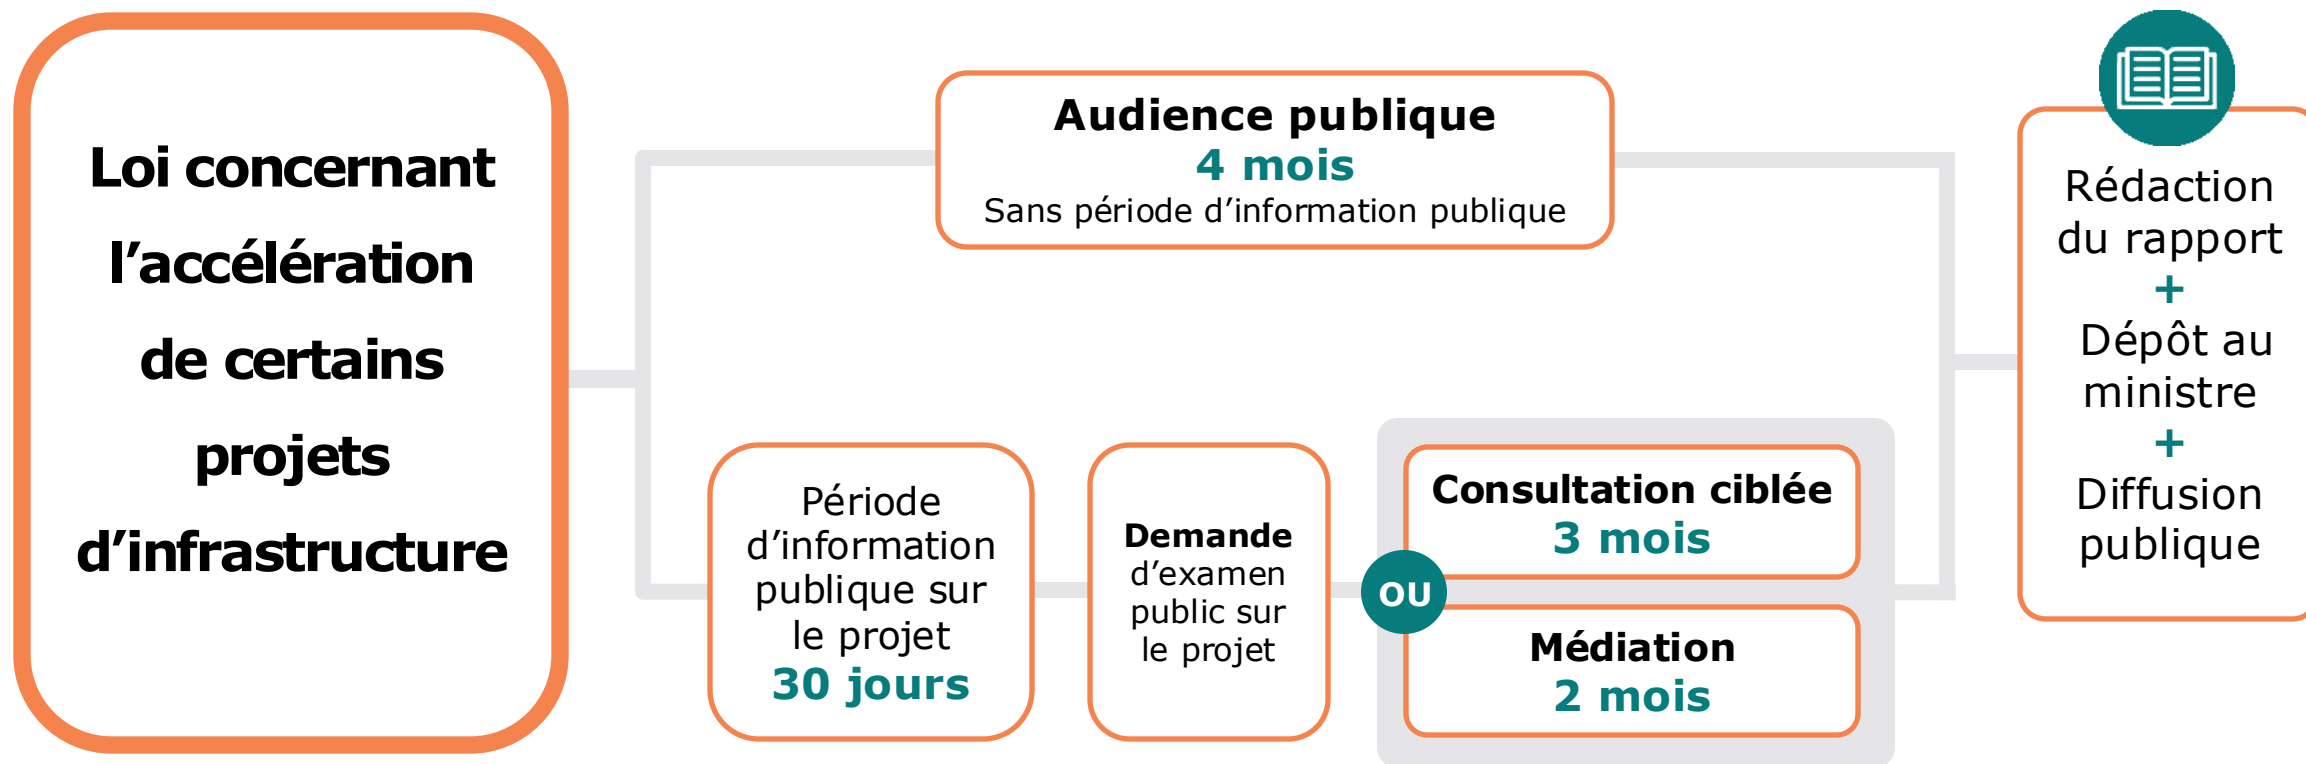 Loi concernant
l’accélération
de certains
projets
d’infrastructure
Audience publique
4 mois
Sans période d’information publique
Période
d’information
publique sur
le projet
30 jours
Demande
d’examen
public sur
le projet
OU
Consultation ciblée
3 mois
Médiation
2 mois
Rédaction
du rapport
+
Dépôt au
ministre
+
Diffusion
publique